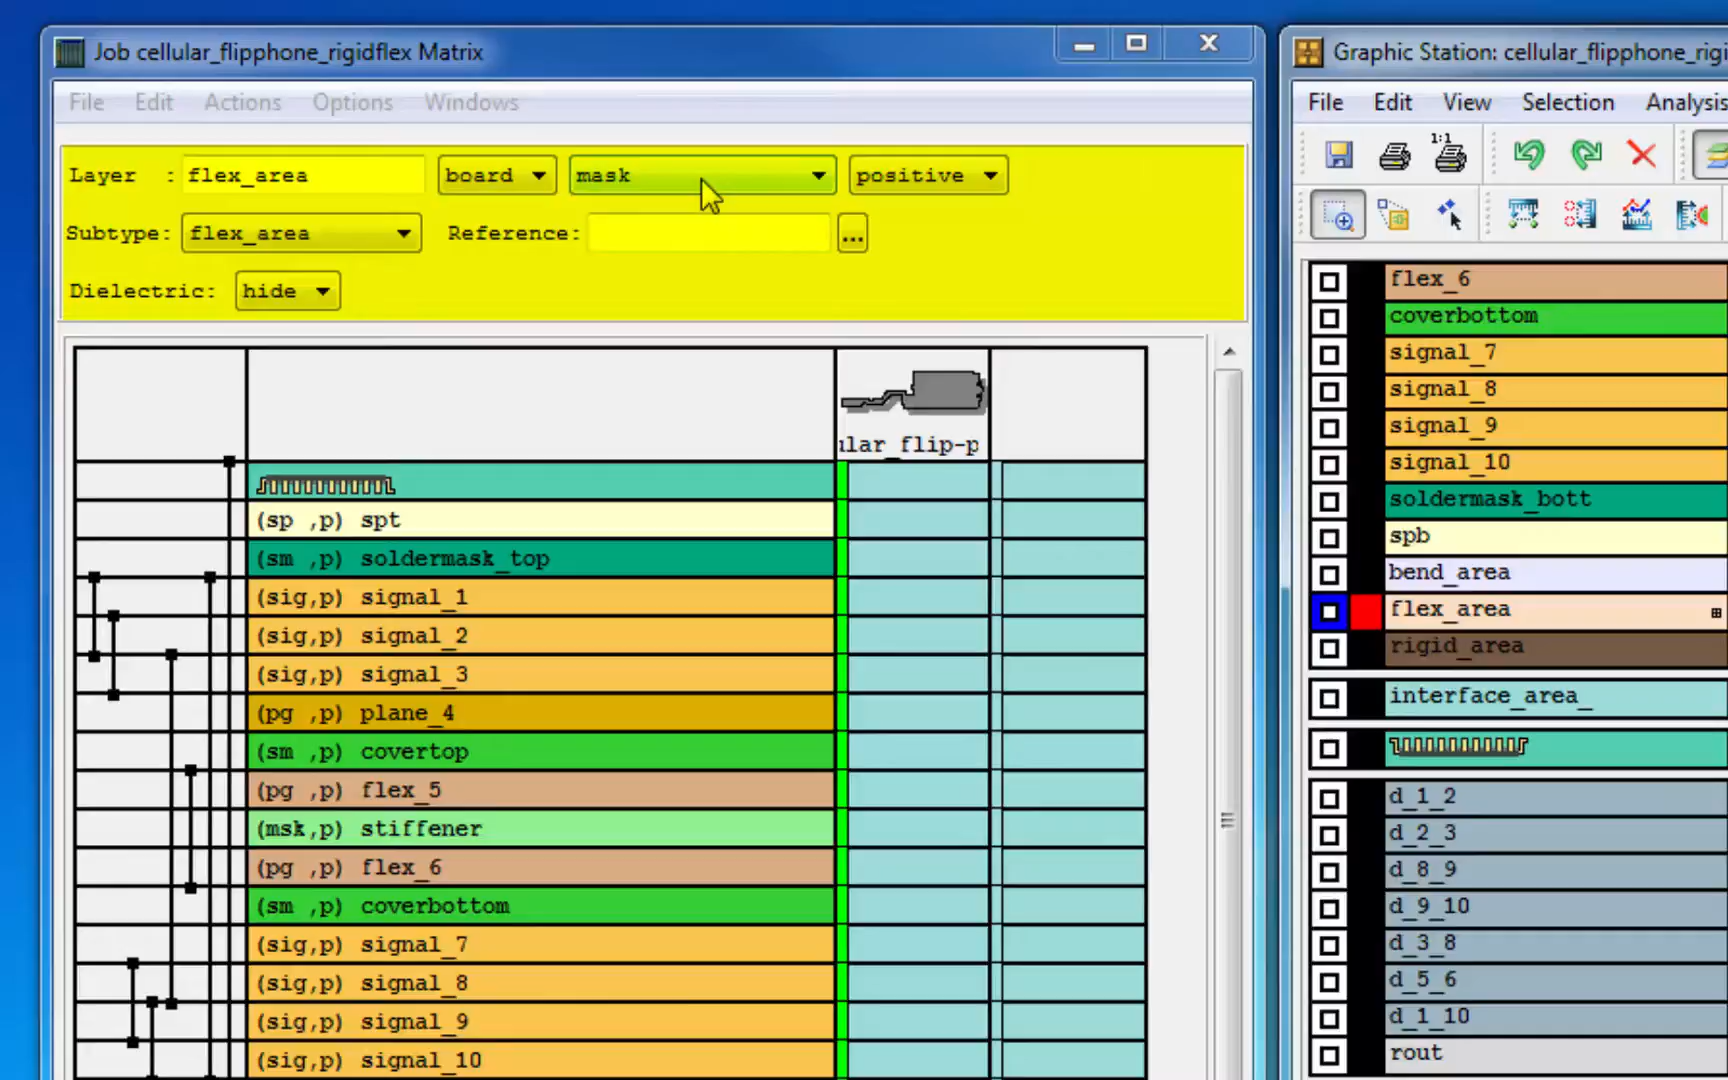 Job cellular_flipphone_rigidflex Matrix
File Edit Actions Options Windows
Layer : flex_area board mask positive
Subtype: flex_area Reference: ...
Dielectric: hide
ular_flip-p
(sp ,p) spt
(sm ,p) soldermask_top
(sig,p) signal_1
(sig,p) signal_2
(sig,p) signal_3
(pg ,p) plane_4
(sm ,p) covertop
(pg ,p) flex_5
(msk,p) stiffener
(pg ,p) flex_6
(sm ,p) coverbottom
(sig,p) signal_7
(sig,p) signal_8
(sig,p) signal_9
(sig,p) signal_10
Graphic Station: cellular_flipphone_rigi
File Edit View Selection Analysis
1:1
flex_6
coverbottom
signal_7
signal_8
signal_9
signal_10
soldermask_bott
spb
bend_area
flex_area
rigid_area
interface_area_
d_1_2
d_2_3
d_8_9
d_9_10
d_3_8
d_5_6
d_1_10
rout